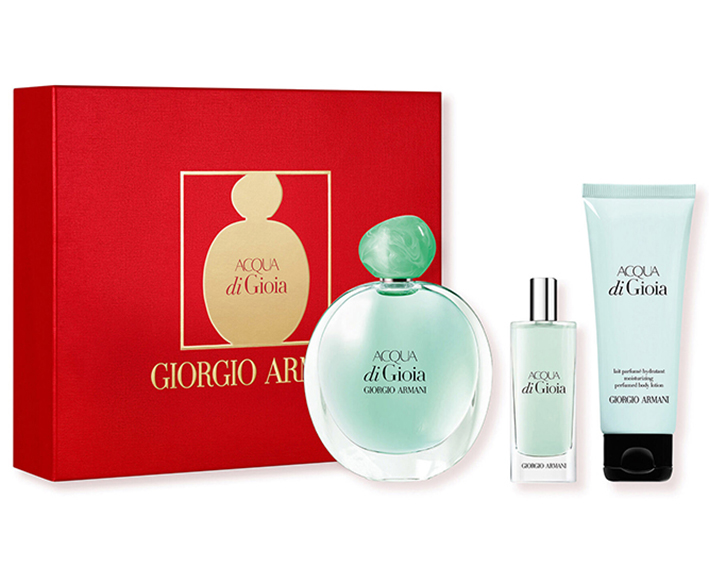 ACQUA
di Gioia
GIORGIO ARM
ACQUA
di Gioia
GIORGIO ARMANI
ACQUA
di Gioia
GIORGIO ARMANI
ACQUA
di Gioia
lait parfumé hydratant
moisturizing
perfumed body lotion
GIORGIO ARMANI